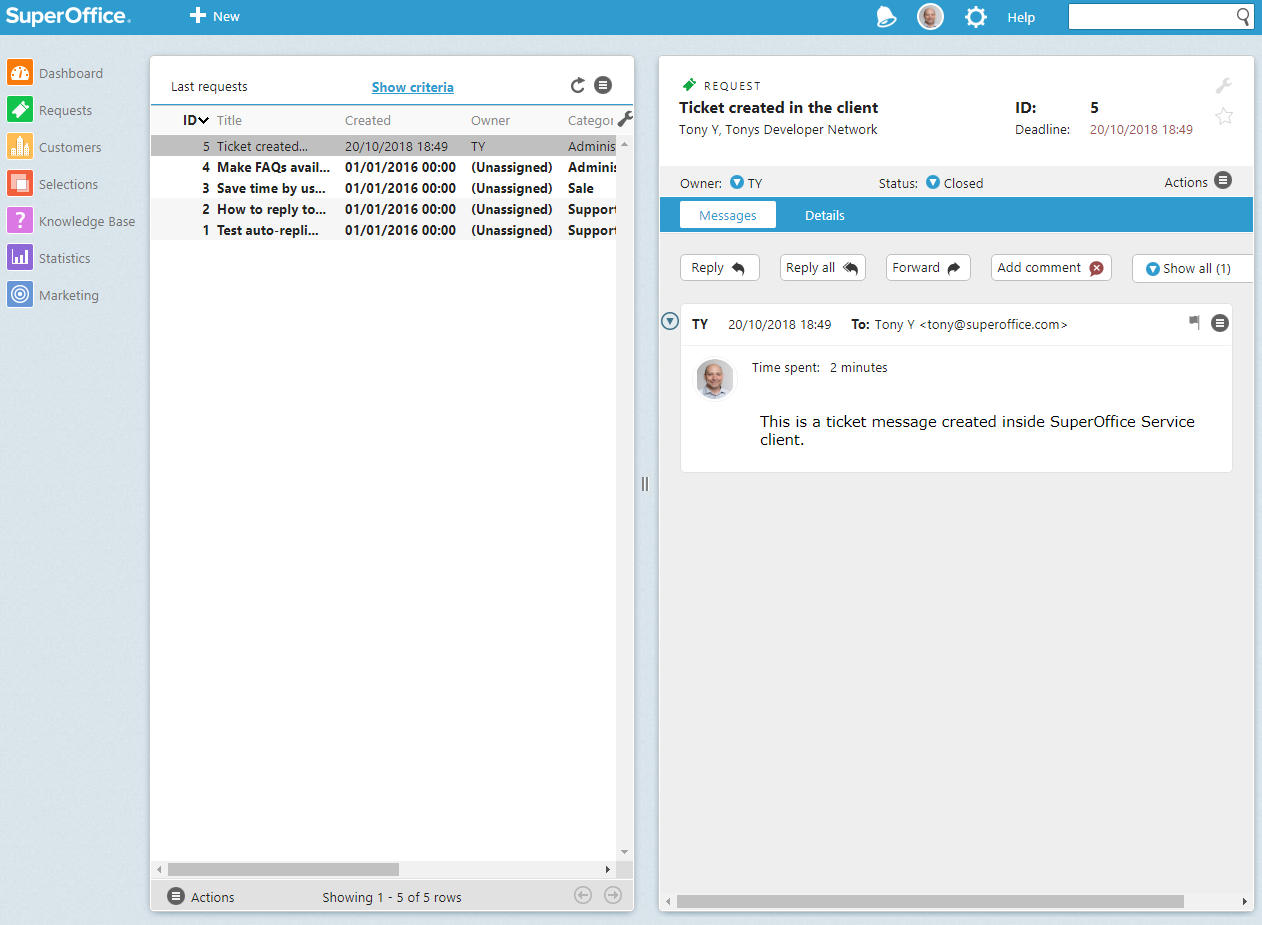 SuperOffice.
New
Help
Dashboard
Requests
Customers
Selections
Knowledge Base
Statistics
Marketing
Last requests Show criteria
ID Title Created Owner Categor
5 Ticket created... 20/10/2018 18:49 TY Adminis
4 Make FAQs avail... 01/01/2016 00:00 (Unassigned) Adminis
3 Save time by us... 01/01/2016 00:00 (Unassigned) Sale
2 How to reply to... 01/01/2016 00:00 (Unassigned) Support
1 Test auto-repli... 01/01/2016 00:00 (Unassigned) Support
Actions Showing 1 - 5 of 5 rows
REQUEST
Ticket created in the client ID: 5
Tony Y, Tonys Developer Network Deadline: 20/10/2018 18:49
Owner: TY Status: Closed Actions
Messages Details
Reply Reply all Forward Add comment Show all (1)
TY 20/10/2018 18:49 To: Tony Y <tony@superoffice.com>
Time spent: 2 minutes
This is a ticket message created inside SuperOffice Service
client.